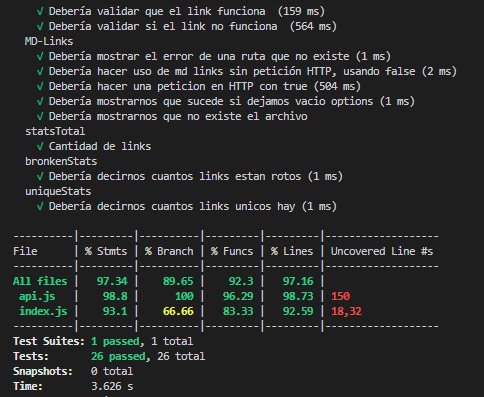 √ Debería validar que el link funciona (159 ms)
√ Debería validar si el link no funciona (564 ms)
MD-Links
√ Debería mostrar el error de una ruta que no existe (1 ms)
√ Debería hacer uso de md links sin petición HTTP, usando false (2 ms)
√ Debería hacer una peticion en HTTP con true (504 ms)
√ Debería mostrarnos que sucede si dejamos vacio options (1 ms)
√ Debería mostrarnos que no existe el archivo
statsTotal
√ Cantidad de links
bronkenStats
√ Debería decirnos cuantos links estan rotos (1 ms)
uniqueStats
√ Debería decirnos cuantos links unicos hay (1 ms)
----------|---------|----------|---------|---------|-------------------
File | % Stmts | % Branch | % Funcs | % Lines | Uncovered Line #s
----------|---------|----------|---------|---------|-------------------
All files | 97.34 | 89.65 | 92.3 | 97.16 |
api.js | 98.8 | 100 | 96.29 | 98.73 | 150
index.js | 93.1 | 66.66 | 83.33 | 92.59 | 18,32
----------|---------|----------|---------|---------|-------------------
Test Suites: 1 passed, 1 total
Tests: 26 passed, 26 total
Snapshots: 0 total
Time: 3.626 s